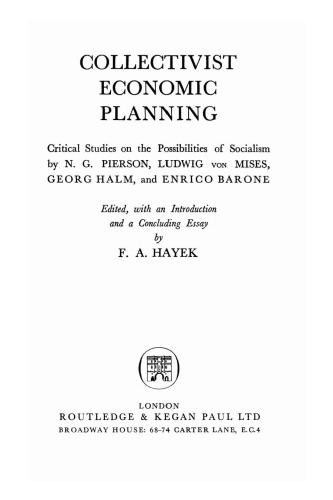 COLLECTIVIST
ECONOMIC
PLANNING
Critical Studies on the Possibilities of Socialism
by N. G. PIERSON, LUDWIG VON MISES,
GEORG HALM, and ENRICO BARONE
Edited, with an Introduction
and a Concluding Essay
by
F. A. HAYEK
LONDON
ROUTLEDGE & KEGAN PAUL LTD
BROADWAY HOUSE: 68-74 CARTER LANE, E.C.4